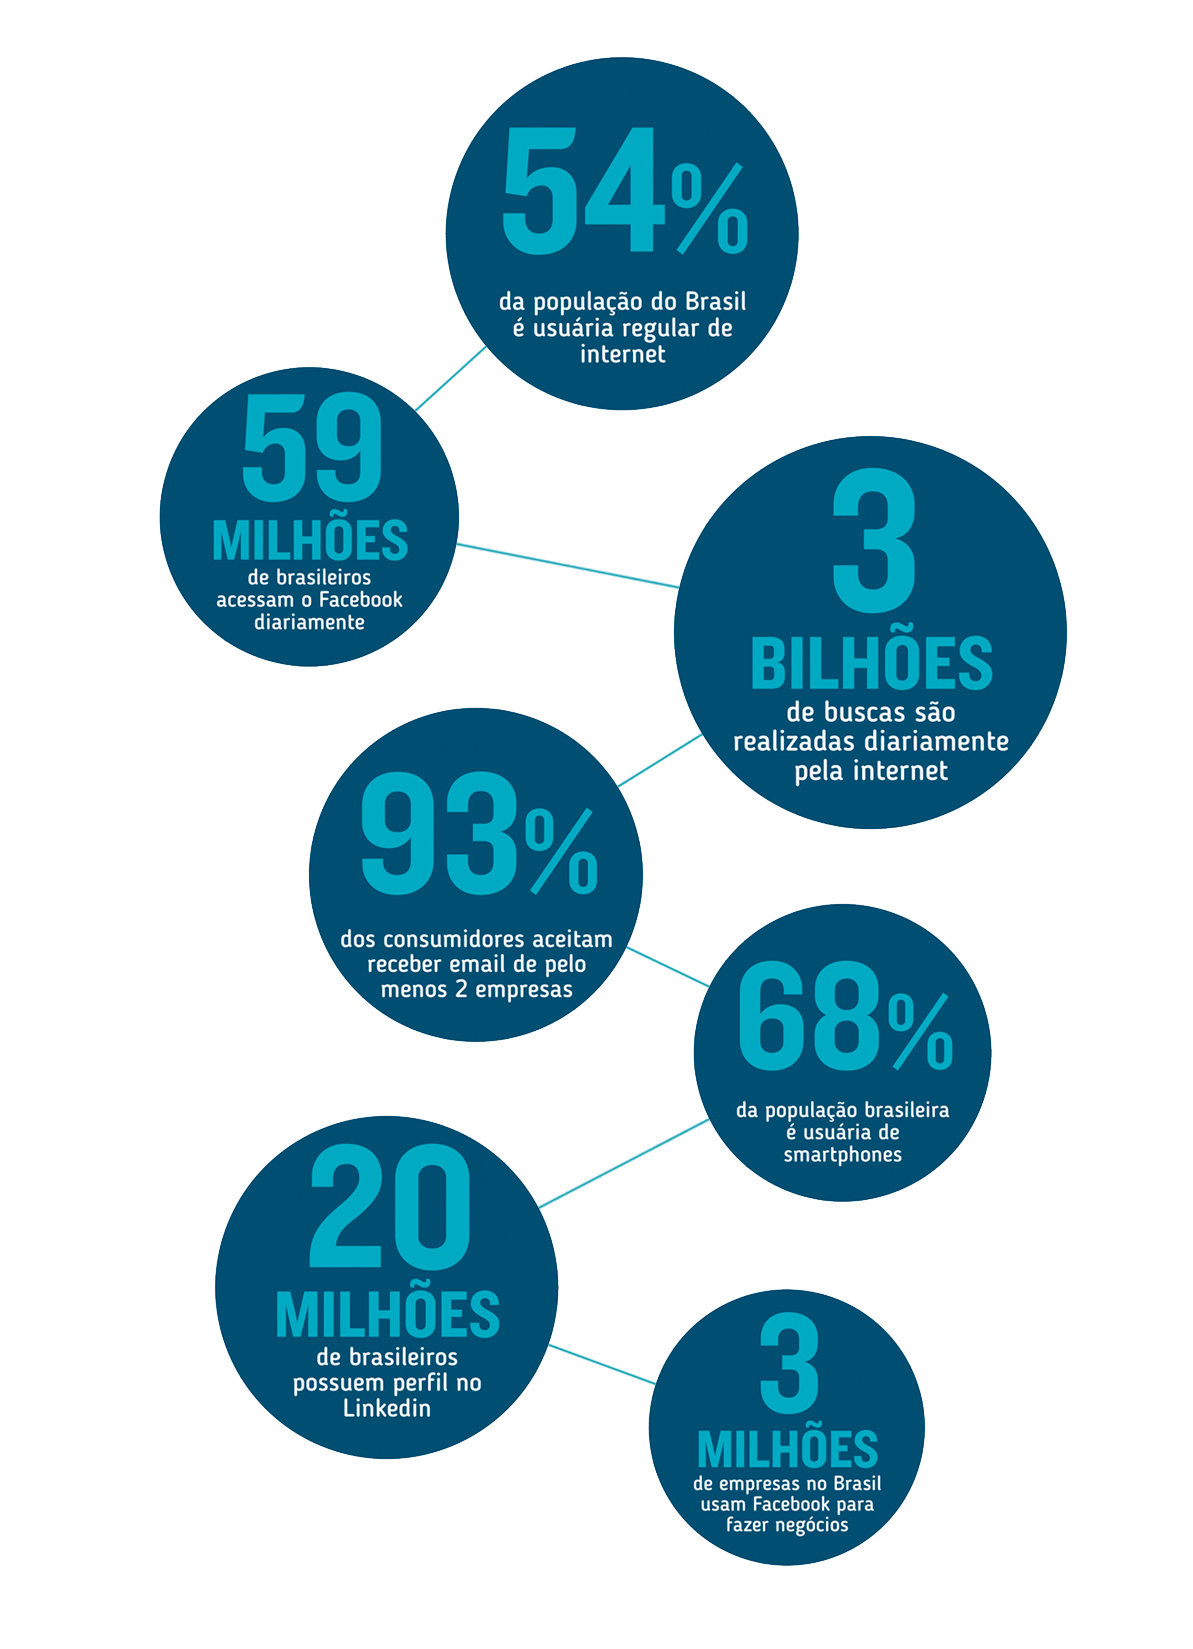 54%
da população do Brasil
é usuária regular de
internet
59
MILHÕES
de brasileiros
acessam o Facebook
diariamente
3
BILHÕES
de buscas são
realizadas diariamente
pela internet
93%
dos consumidores aceitam
receber email de pelo
menos 2 empresas
68%
da população brasileira
é usuária de
smartphones
20
MILHÕES
de brasileiros
possuem perfil no
Linkedin
3
MILHÕES
de empresas no Brasil
usam Facebook para
fazer negócios